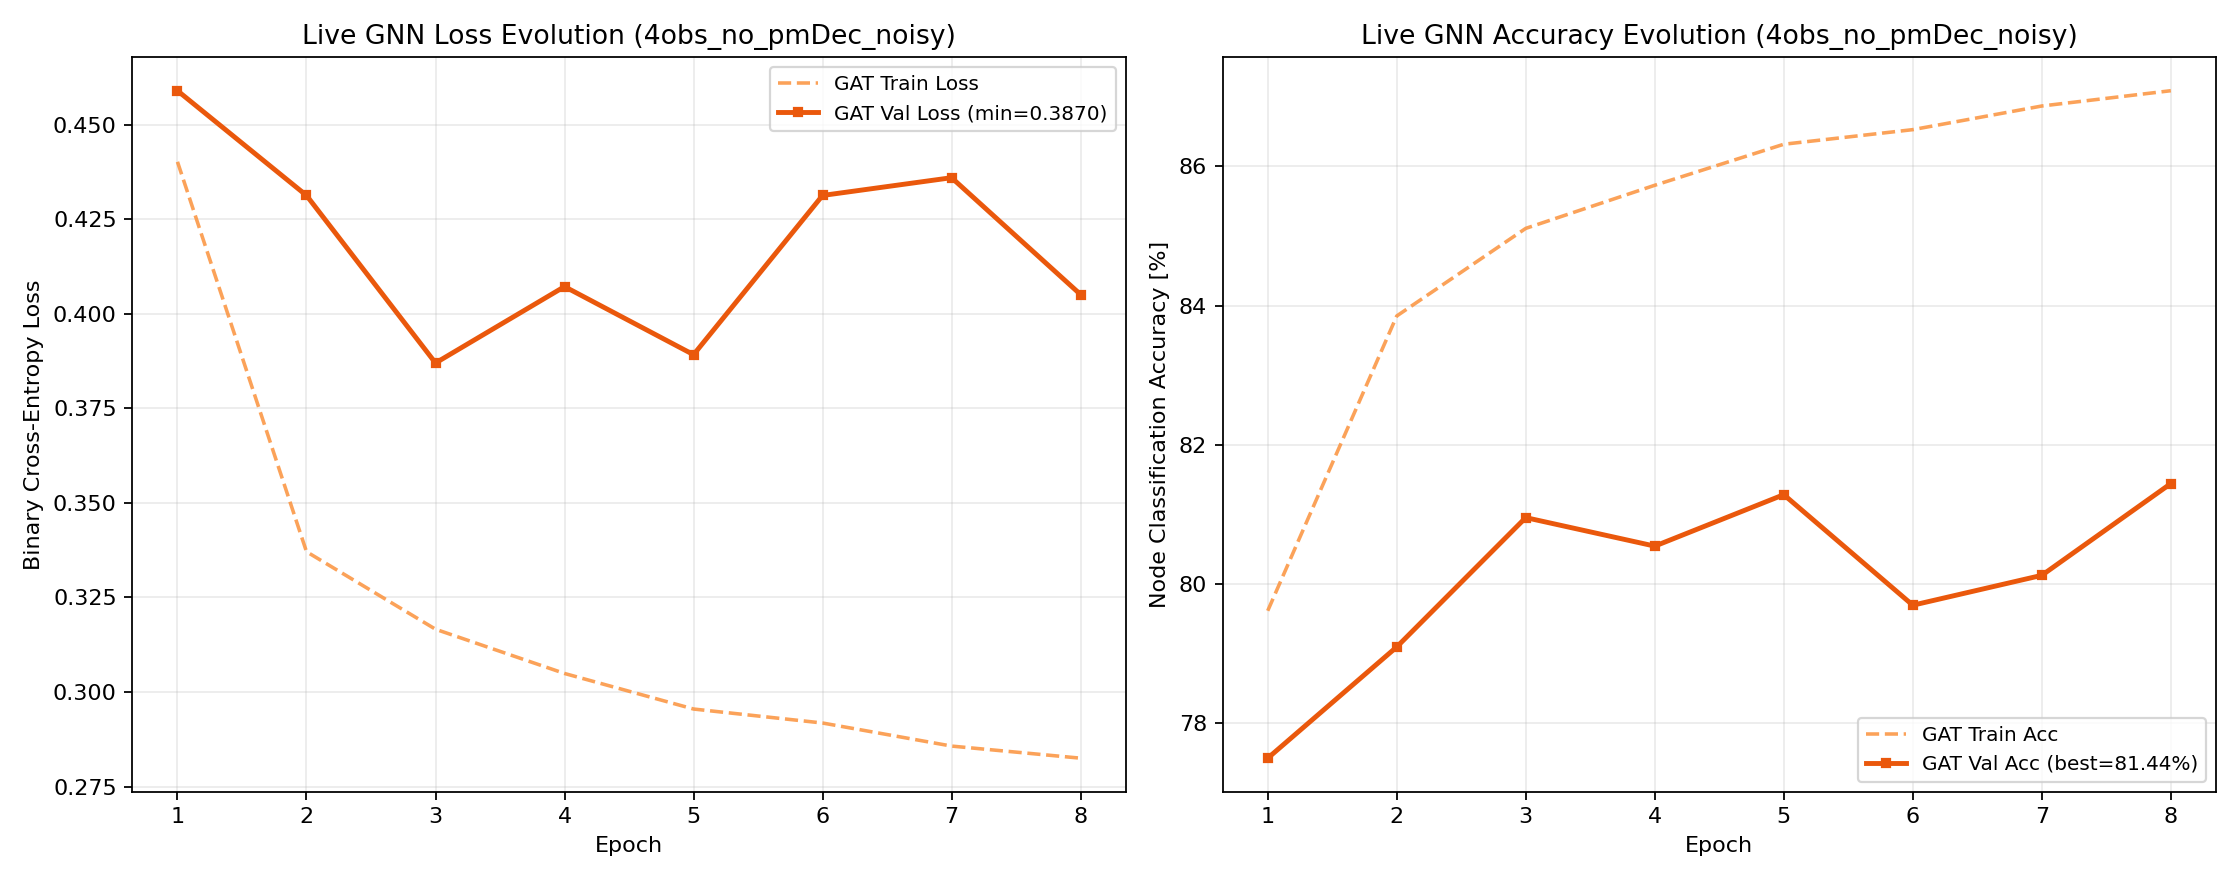 Live GNN Loss Evolution (4obs_no_pmDec_noisy)
GAT Train Loss
GAT Val Loss (min=0.3870)
Binary Cross-Entropy Loss
0.450
0.425
0.400
0.375
0.350
0.325
0.300
0.275
1 2 3 4 5 6 7 8
Epoch
Live GNN Accuracy Evolution (4obs_no_pmDec_noisy)
Node Classification Accuracy [%]
86
84
82
80
78
GAT Train Acc
GAT Val Acc (best=81.44%)
1 2 3 4 5 6 7 8
Epoch